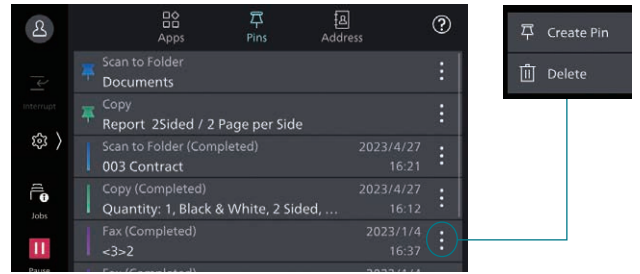 Apps
Pins
Address
?
Create Pin
Delete
Interrupt
Jobs
Pause
Scan to Folder
Documents
Copy
Report 2Sided / 2 Page per Side
Scan to Folder (Completed) 2023/4/27
003 Contract 16:21
Copy (Completed) 2023/4/27
Quantity: 1, Black & White, 2 Sided, ... 16:12
Fax (Completed) 2023/1/4
<3>2 16:37
Fax (Completed)